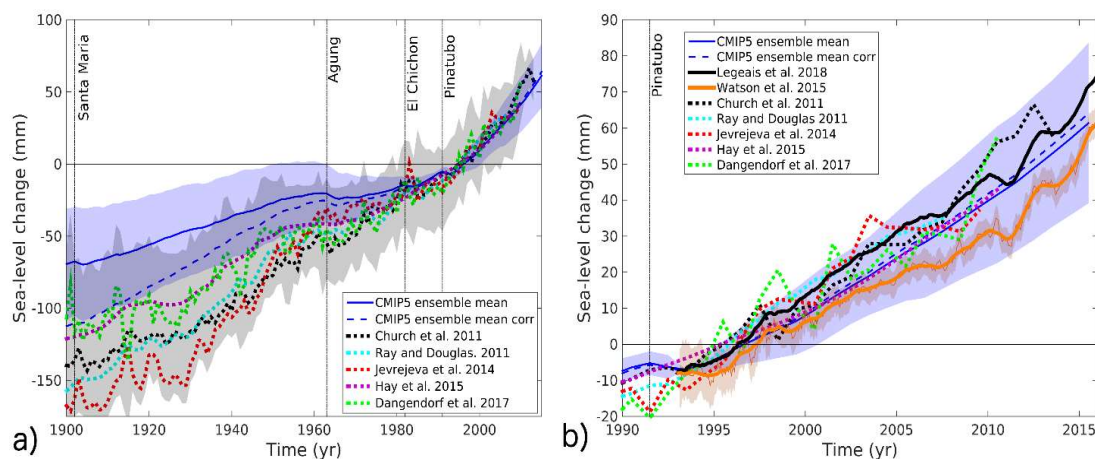 100
50
0
-50
-100
-150
Sea-level change (mm)
Santa Maria
Agung
El Chichon
Pinatubo
CMIP5 ensemble mean
CMIP5 ensemble mean corr
Church et al. 2011
Ray and Douglas. 2011
Jevrejeva et al. 2014
Hay et al. 2015
Dangendorf et al. 2017
1900 1920 1940 1960 1980 2000
Time (yr)
a)
90
80
70
60
50
40
30
20
10
0
-10
-20
Sea-level change (mm)
Pinatubo
CMIP5 ensemble mean
CMIP5 ensemble mean corr
Legeais et al. 2018
Watson et al. 2015
Church et al. 2011
Ray and Douglas 2011
Jevrejeva et al. 2014
Hay et al. 2015
Dangendorf et al. 2017
1990 1995 2000 2005 2010 2015
Time (yr)
b)